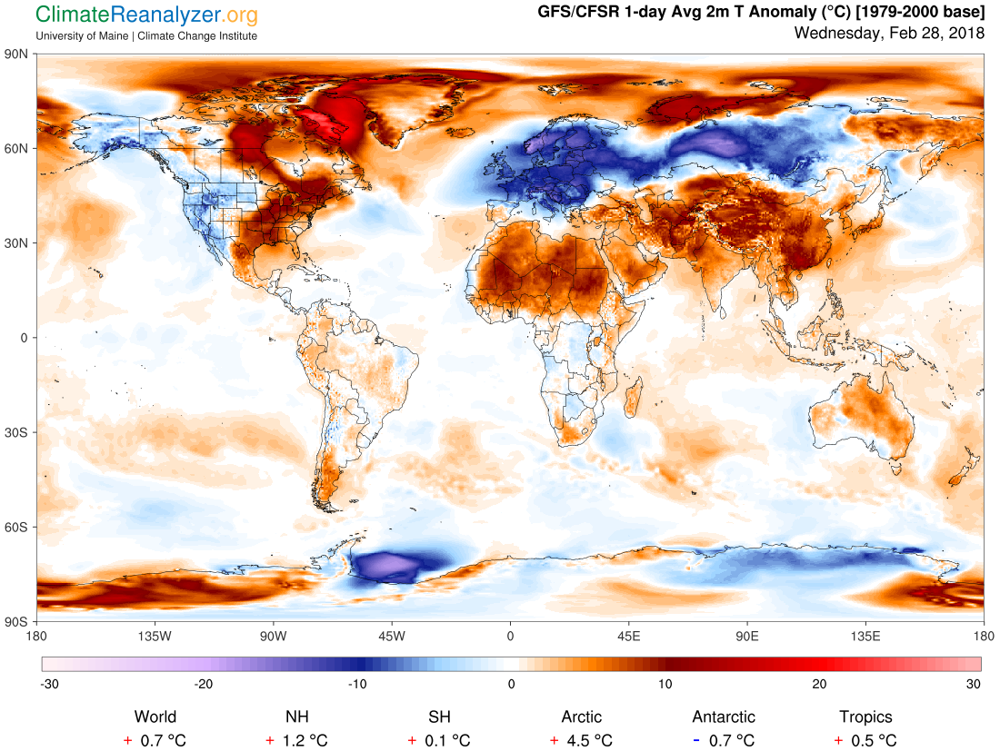 ClimateReanalyzer.org
University of Maine | Climate Change Institute
GFS/CFSR 1-day Avg 2m T Anomaly (°C) [1979-2000 base]
Wednesday, Feb 28, 2018
90N
60N
30N
0
30S
60S
90S
180 135W 90W 45W 0 45E 90E 135E 180
-30 -20 -10 0 10 20 30
World NH SH Arctic Antarctic Tropics
+ 0.7 °C + 1.2 °C + 0.1 °C + 4.5 °C - 0.7 °C + 0.5 °C